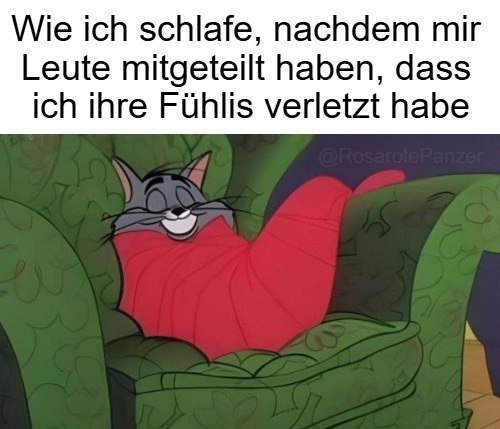 Wie ich schlafe, nachdem mir
Leute mitgeteilt haben, dass
ich ihre Fühlis verletzt habe
@RosarotePanzer